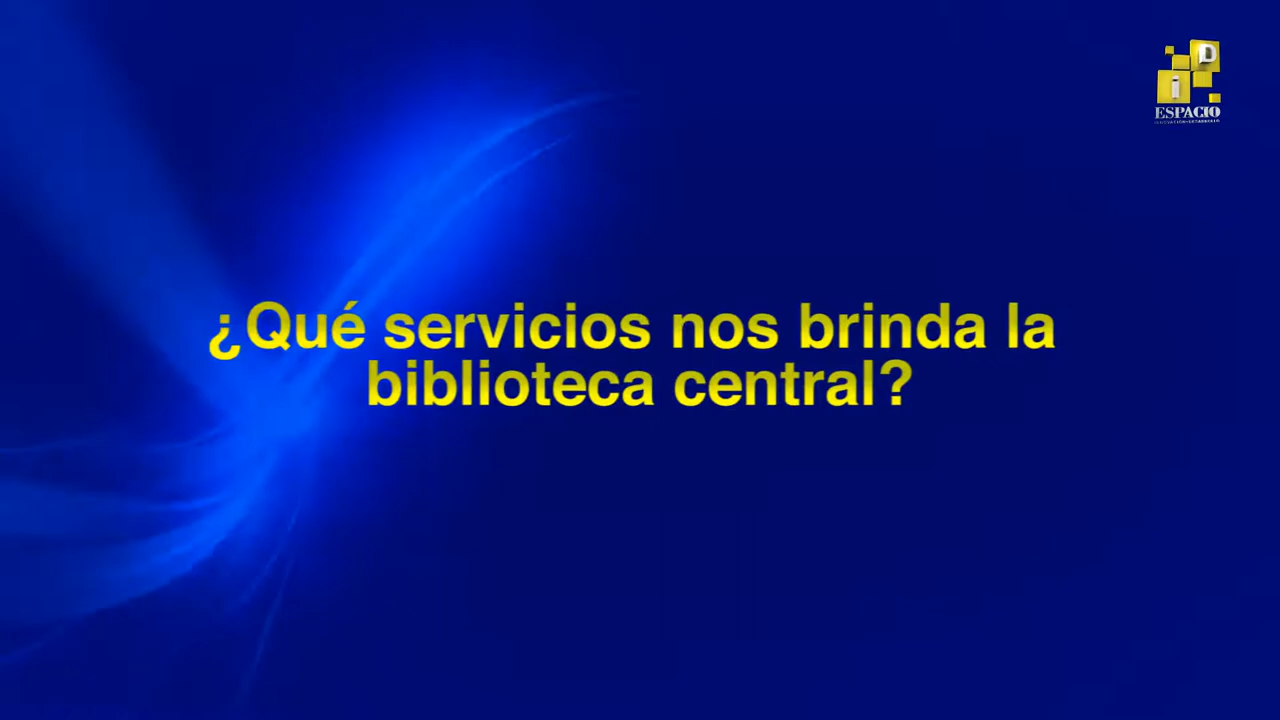 D
i
ESPACIO
¿Qué servicios nos brinda la
biblioteca central?